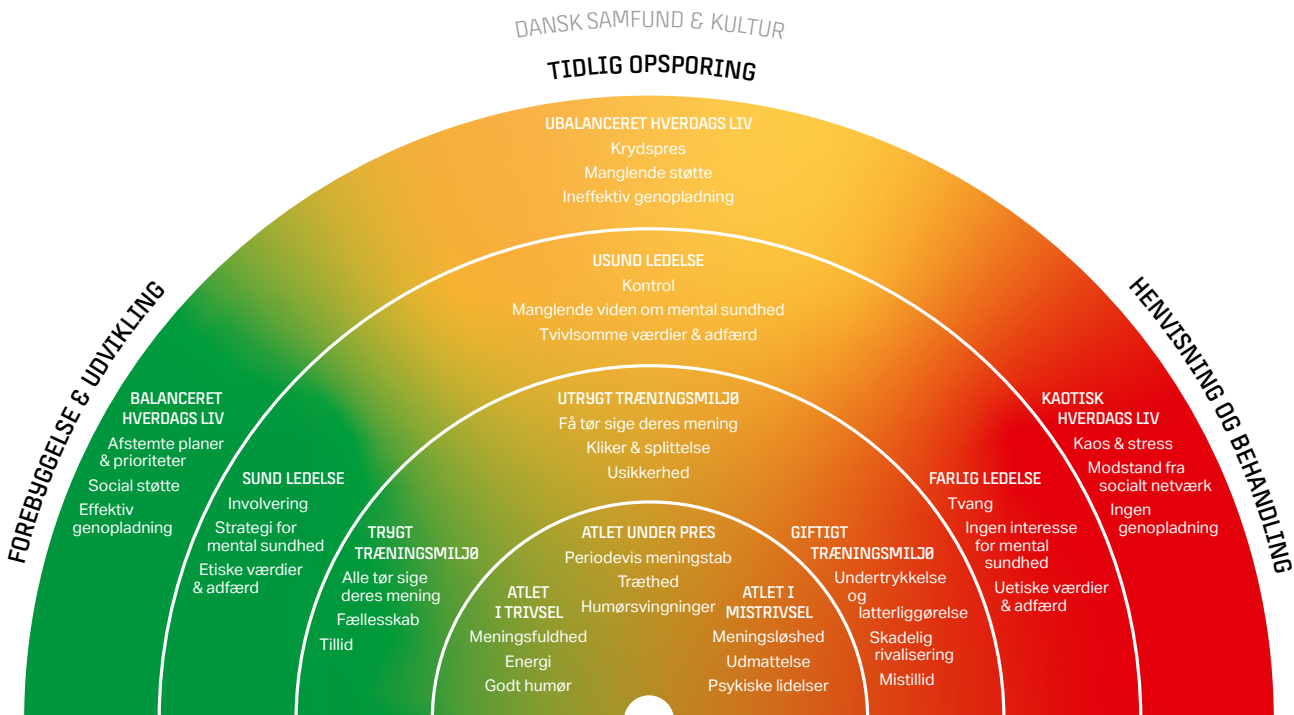 DANSK SAMFUND & KULTUR
TIDLIG OPSPORING
FOREBYGGELSE & UDVIKLING
HENVISNING OG BEHANDLING
UBALANCERET HVERDAGS LIV
Krydspres
Manglende støtte
Ineffektiv genopladning
USUND LEDELSE
Kontrol
Manglende viden om mental sundhed
Tvivlsomme værdier & adfærd
UTRYGT TRÆNINGSMILJØ
Få tør sige deres mening
Kliker & splittelse
Usikkerhed
ATLET UNDER PRES
Periodevis meningstab
Træthed
Humørsvingninger
BALANCERET
HVERDAGS LIV
Afstemte planer
& prioriteter
Social støtte
Effektiv
genopladning
SUND LEDELSE
Involvering
Strategi for
mental sundhed
Etiske værdier
& adfærd
TRYGT
TRÆNINGSMILJØ
Alle tør sige
deres mening
Fællesskab
Tillid
ATLET
I TRIVSEL
Meningsfuldhed
Energi
Godt humør
ATLET I
MISTRIVSEL
Meningsløshed
Udmattelse
Psykiske lidelser
GIFTIGT
TRÆNINGSMILJØ
Undertrykkelse
og
latterliggørelse
Skadelig
rivalisering
Mistillid
FARLIG LEDELSE
Tvang
Ingen interesse
for mental
sundhed
Uetiske værdier
& adfærd
KAOTISK
HVERDAGS LIV
Kaos & stress
Modstand fra
socialt netværk
Ingen
genopladning